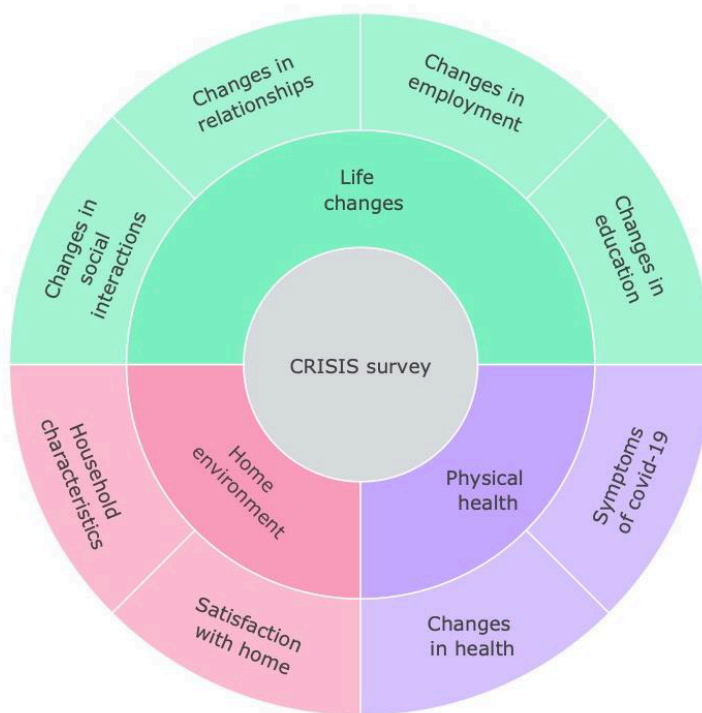 Changes in
relationships
Changes in
employment
Changes in
social
interactions
Life
changes
Changes in
education
CRISIS survey
Household
characteristics
Home
environment
Physical
health
Symptoms
of covid-19
Satisfaction
with home
Changes
in health